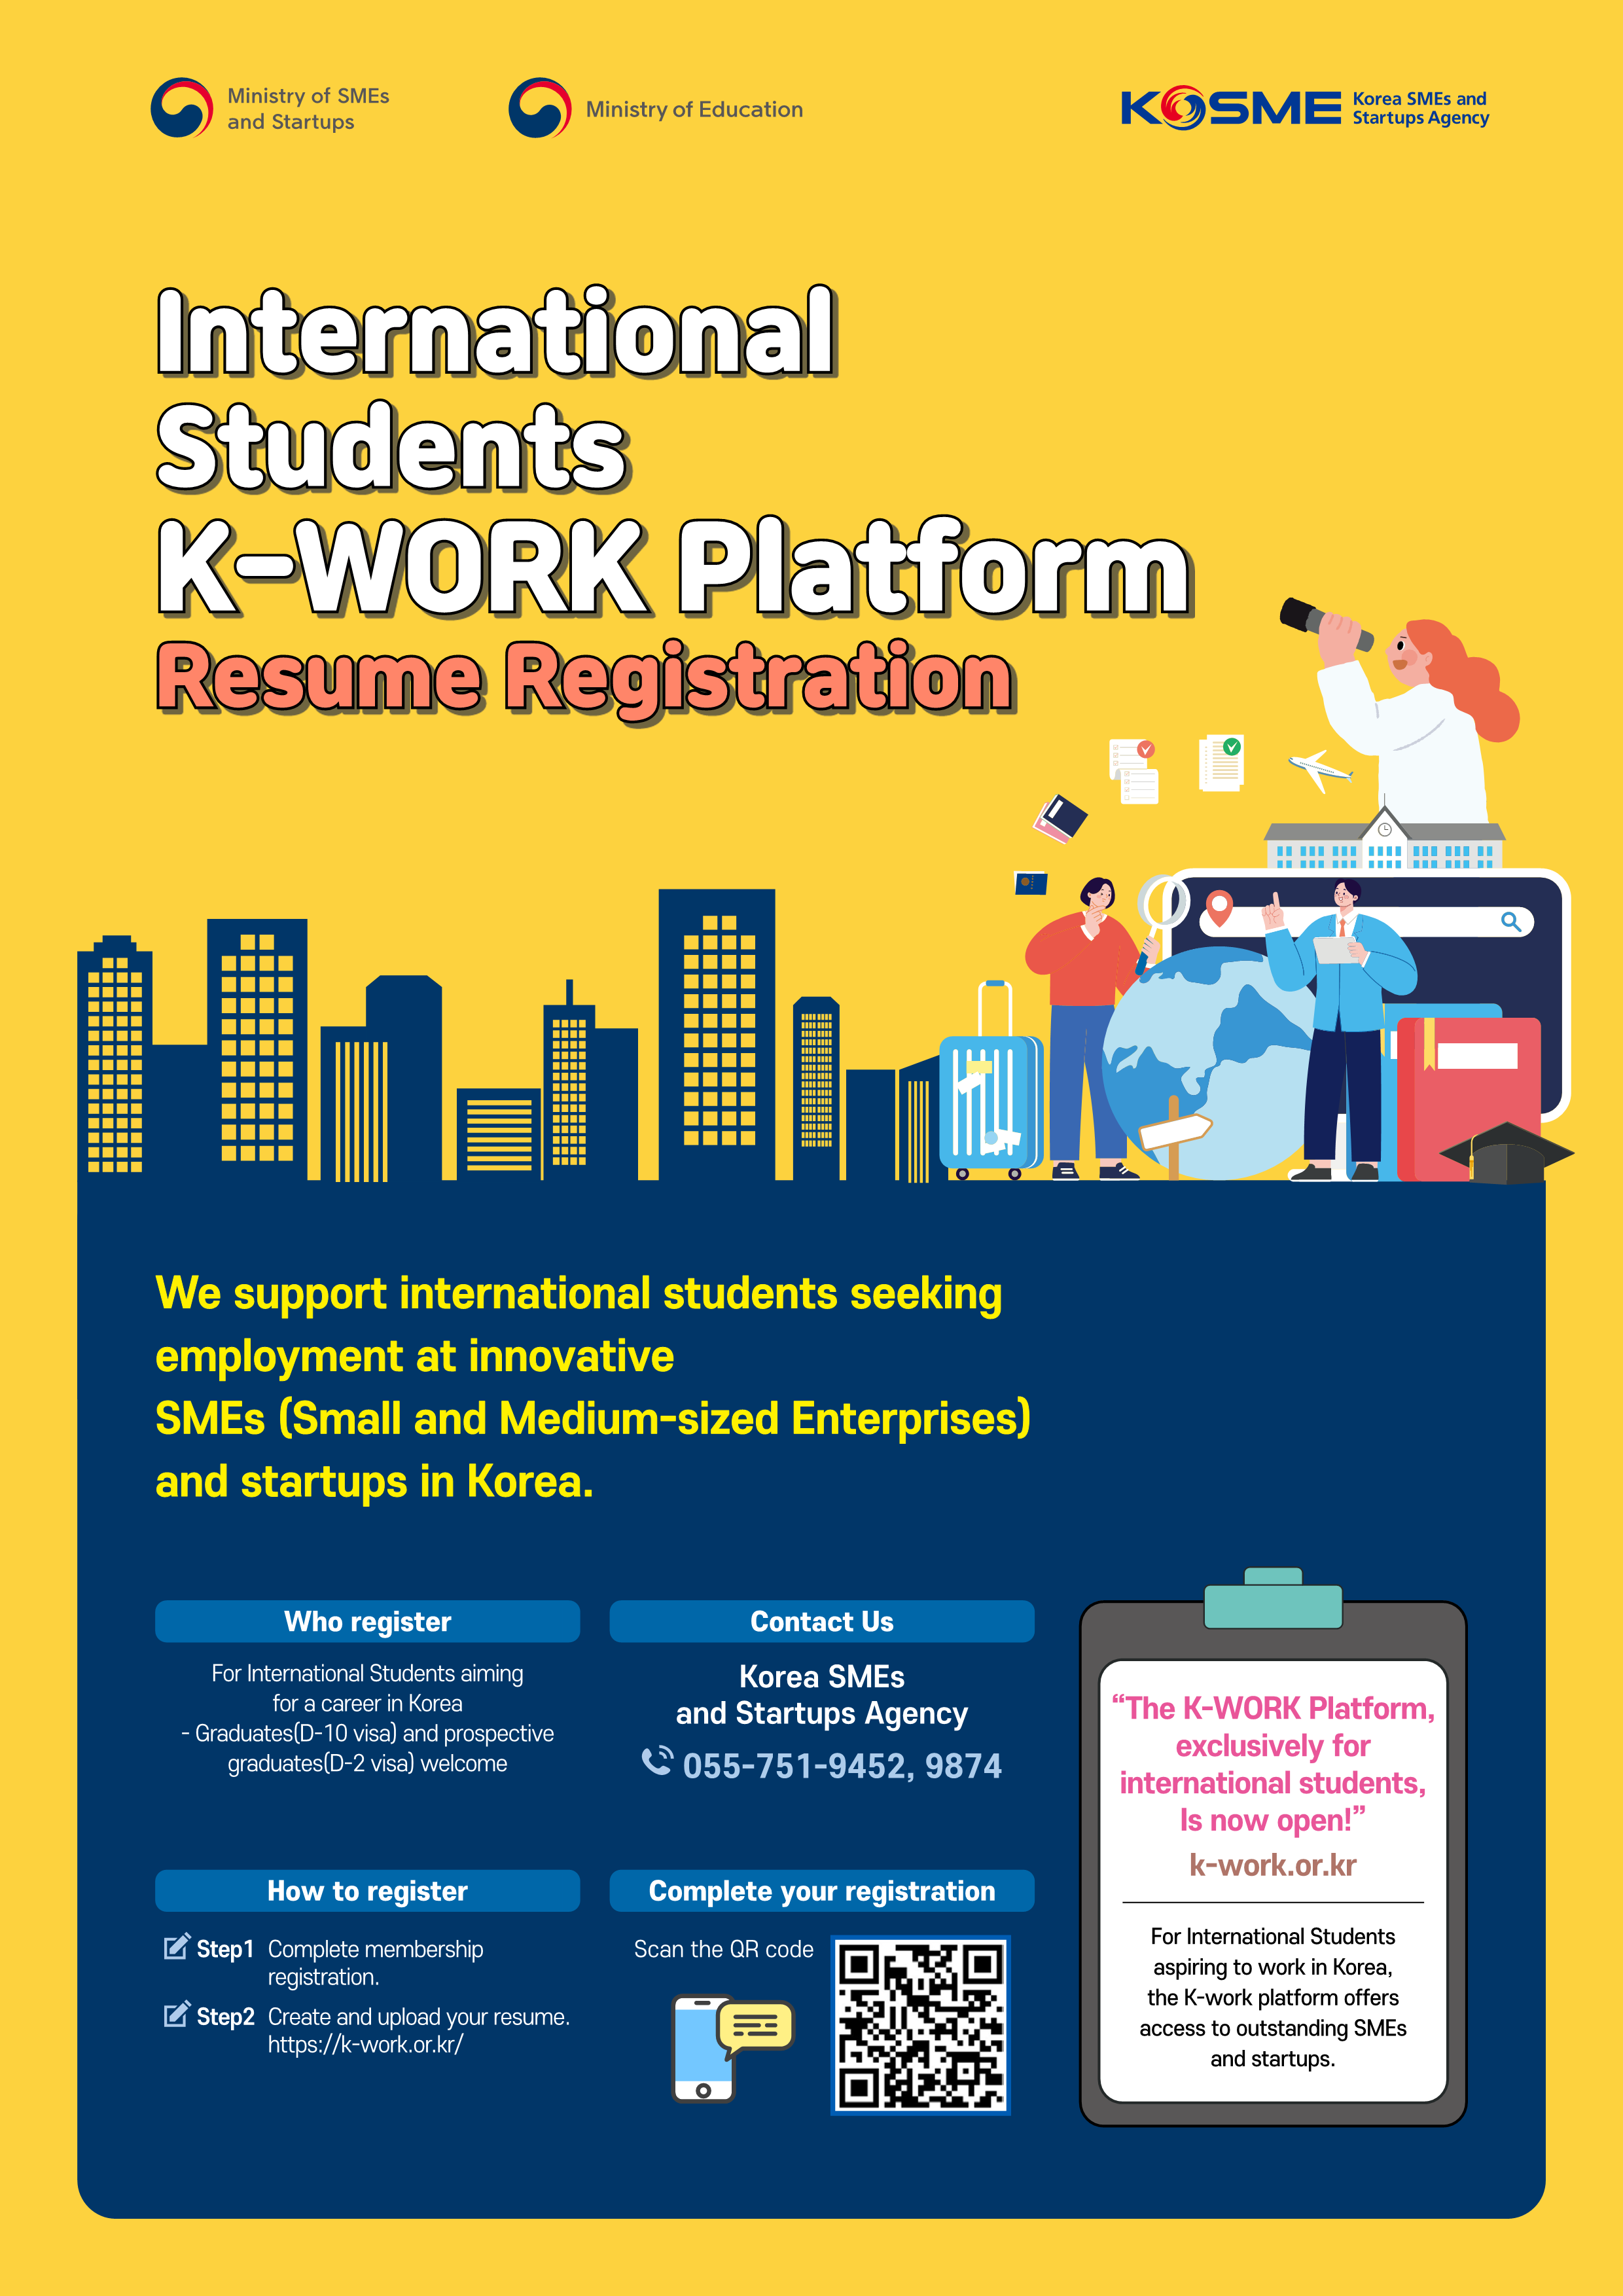 Ministry of SMEs
and Startups
Ministry of Education
KOSME
Korea SMEs and
Startups Agency
International
Students
K-WORK Platform
Resume Registration
We support international students seeking
employment at innovative
SMEs (Small and Medium-sized Enterprises)
and startups in Korea.
Who register
For International Students aiming
for a career in Korea
- Graduates(D-10 visa) and prospective
graduates(D-2 visa) welcome
Contact Us
Korea SMEs
and Startups Agency
055-751-9452, 9874
How to register
Step1 Complete membership
registration.
Step2 Create and upload your resume.
https://k-work.or.kr/
Complete your registration
Scan the QR code
“The K-WORK Platform,
exclusively for
international students,
Is now open!”
k-work.or.kr
For International Students
aspiring to work in Korea,
the K-work platform offers
access to outstanding SMEs
and startups.